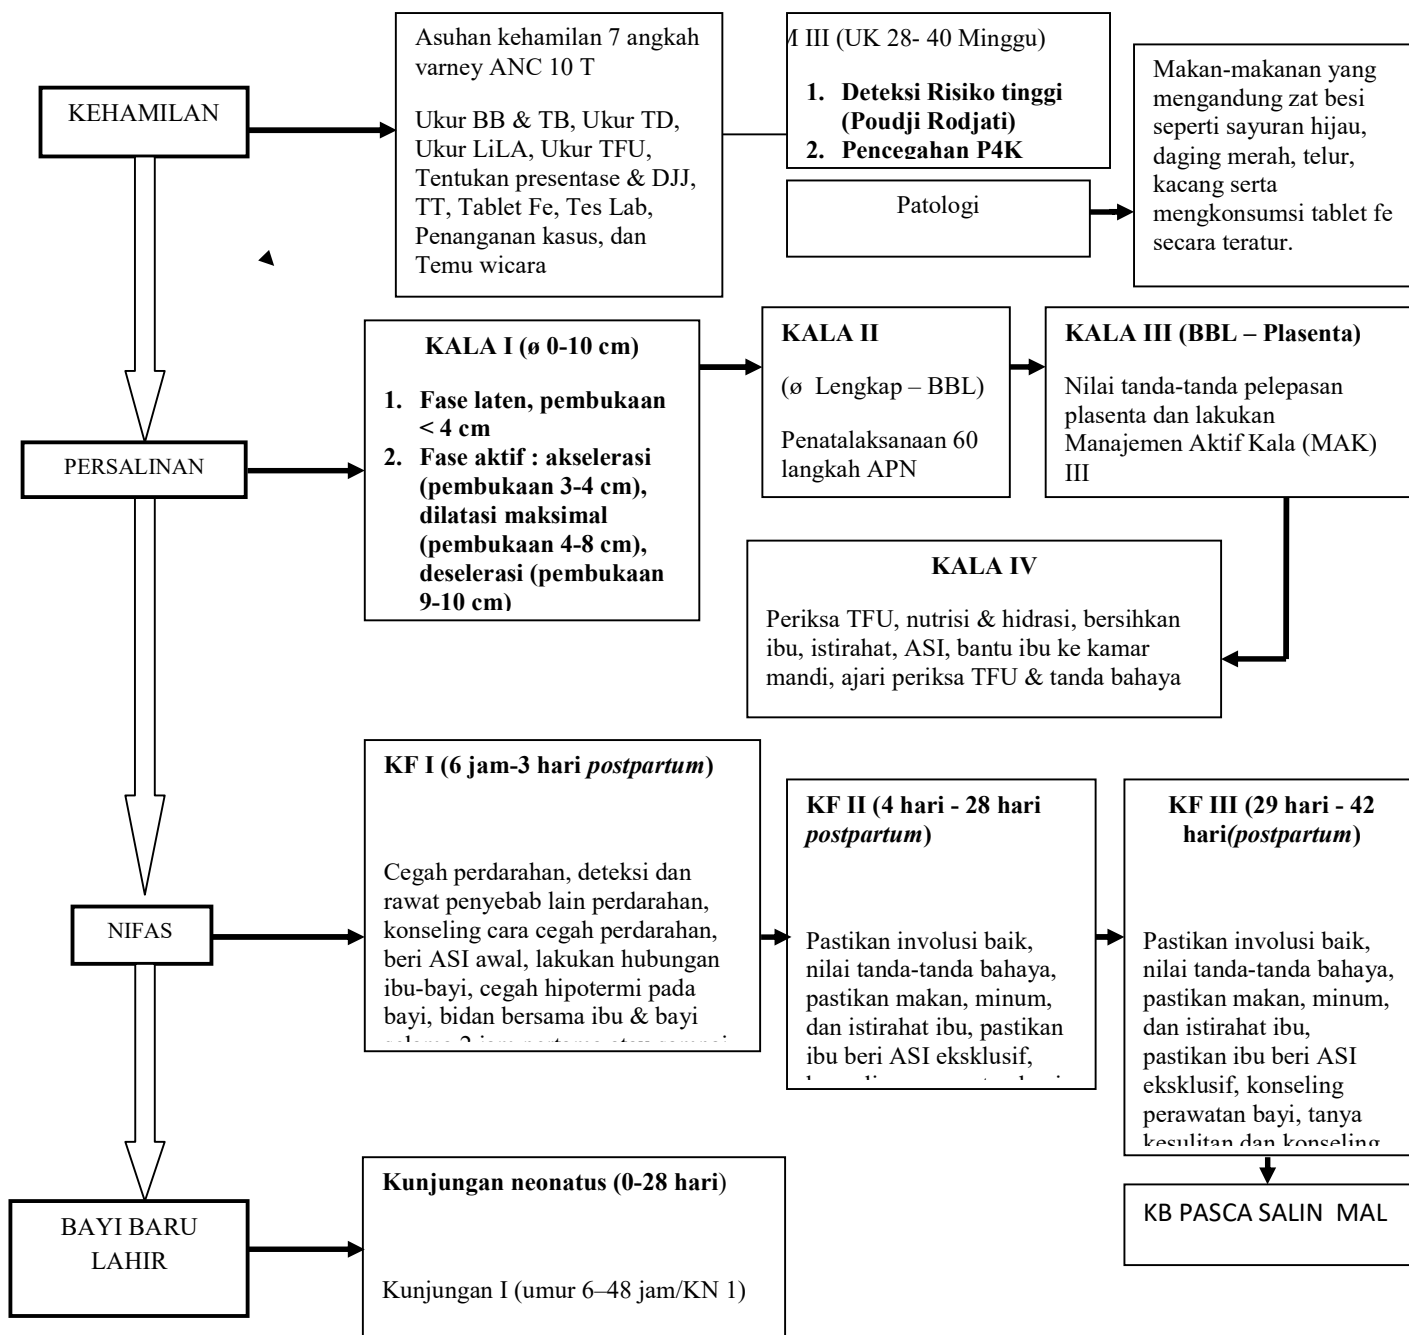 KEHAMILAN
Asuhan kehamilan 7 angkah
varney ANC 10 T
Ukur BB & TB, Ukur TD,
Ukur LiLA, Ukur TFU,
Tentukan presentase & DJJ,
TT, Tablet Fe, Tes Lab,
Penanganan kasus, dan
Temu wicara
III (UK 28- 40 Minggu)
1. Deteksi Risiko tinggi
(Poudji Rodjati)
2. Pencegahan P4K
Patologi
Makan-makanan yang
mengandung zat besi
seperti sayuran hijau,
daging merah, telur,
kacang serta
mengkonsumsi tablet fe
secara teratur.
PERSALINAN
KALA I (ø 0-10 cm)
1. Fase laten, pembukaan
< 4 cm
2. Fase aktif : akselerasi
(pembukaan 3-4 cm),
dilatasi maksimal
(pembukaan 4-8 cm),
deselerasi (pembukaan
9-10 cm)
KALA II
(ø Lengkap – BBL)
Penatalaksanaan 60
langkah APN
KALA III (BBL – Plasenta)
Nilai tanda-tanda pelepasan
plasenta dan lakukan
Manajemen Aktif Kala (MAK)
III
KALA IV
Periksa TFU, nutrisi & hidrasi, bersihkan
ibu, istirahat, ASI, bantu ibu ke kamar
mandi, ajari periksa TFU & tanda bahaya
NIFAS
KF I (6 jam-3 hari postpartum)
Cegah perdarahan, deteksi dan
rawat penyebab lain perdarahan,
konseling cara cegah perdarahan,
beri ASI awal, lakukan hubungan
ibu-bayi, cegah hipotermi pada
bayi, bidan bersama ibu & bayi
KF II (4 hari - 28 hari
postpartum)
Pastikan involusi baik,
nilai tanda-tanda bahaya,
pastikan makan, minum,
dan istirahat ibu, pastikan
ibu beri ASI eksklusif,
KF III (29 hari - 42
hari(postpartum)
Pastikan involusi baik,
nilai tanda-tanda bahaya,
pastikan makan, minum,
dan istirahat ibu,
pastikan ibu beri ASI
eksklusif, konseling
perawatan bayi, tanya
kesulitan dan konseling
KB PASCA SALIN MAL
BAYI BARU
LAHIR
Kunjungan neonatus (0-28 hari)
Kunjungan I (umur 6–48 jam/KN 1)